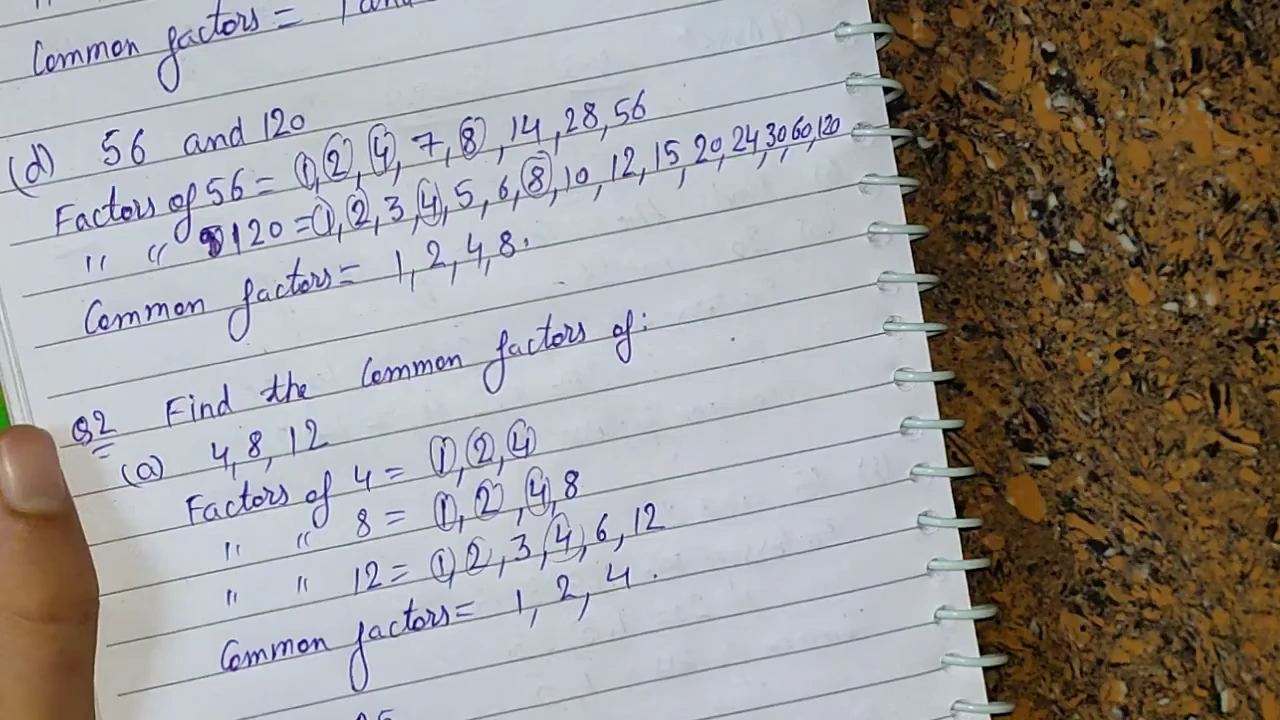 Common factors = 1 and
(d) 56 and 120
Factors of 56 = 1, 2, 4, 7, 8, 14, 28, 56
" " 120 = 1, 2, 3, 4, 5, 6, 8, 10, 12, 15, 20, 24, 30, 60, 120
Common factors = 1, 2, 4, 8.
Q2 Find the common factors of:
(a) 4, 8, 12
Factors of 4 = 1, 2, 4
" " 8 = 1, 2, 4, 8
" " 12 = 1, 2, 3, 4, 6, 12
Common factors = 1, 2, 4.